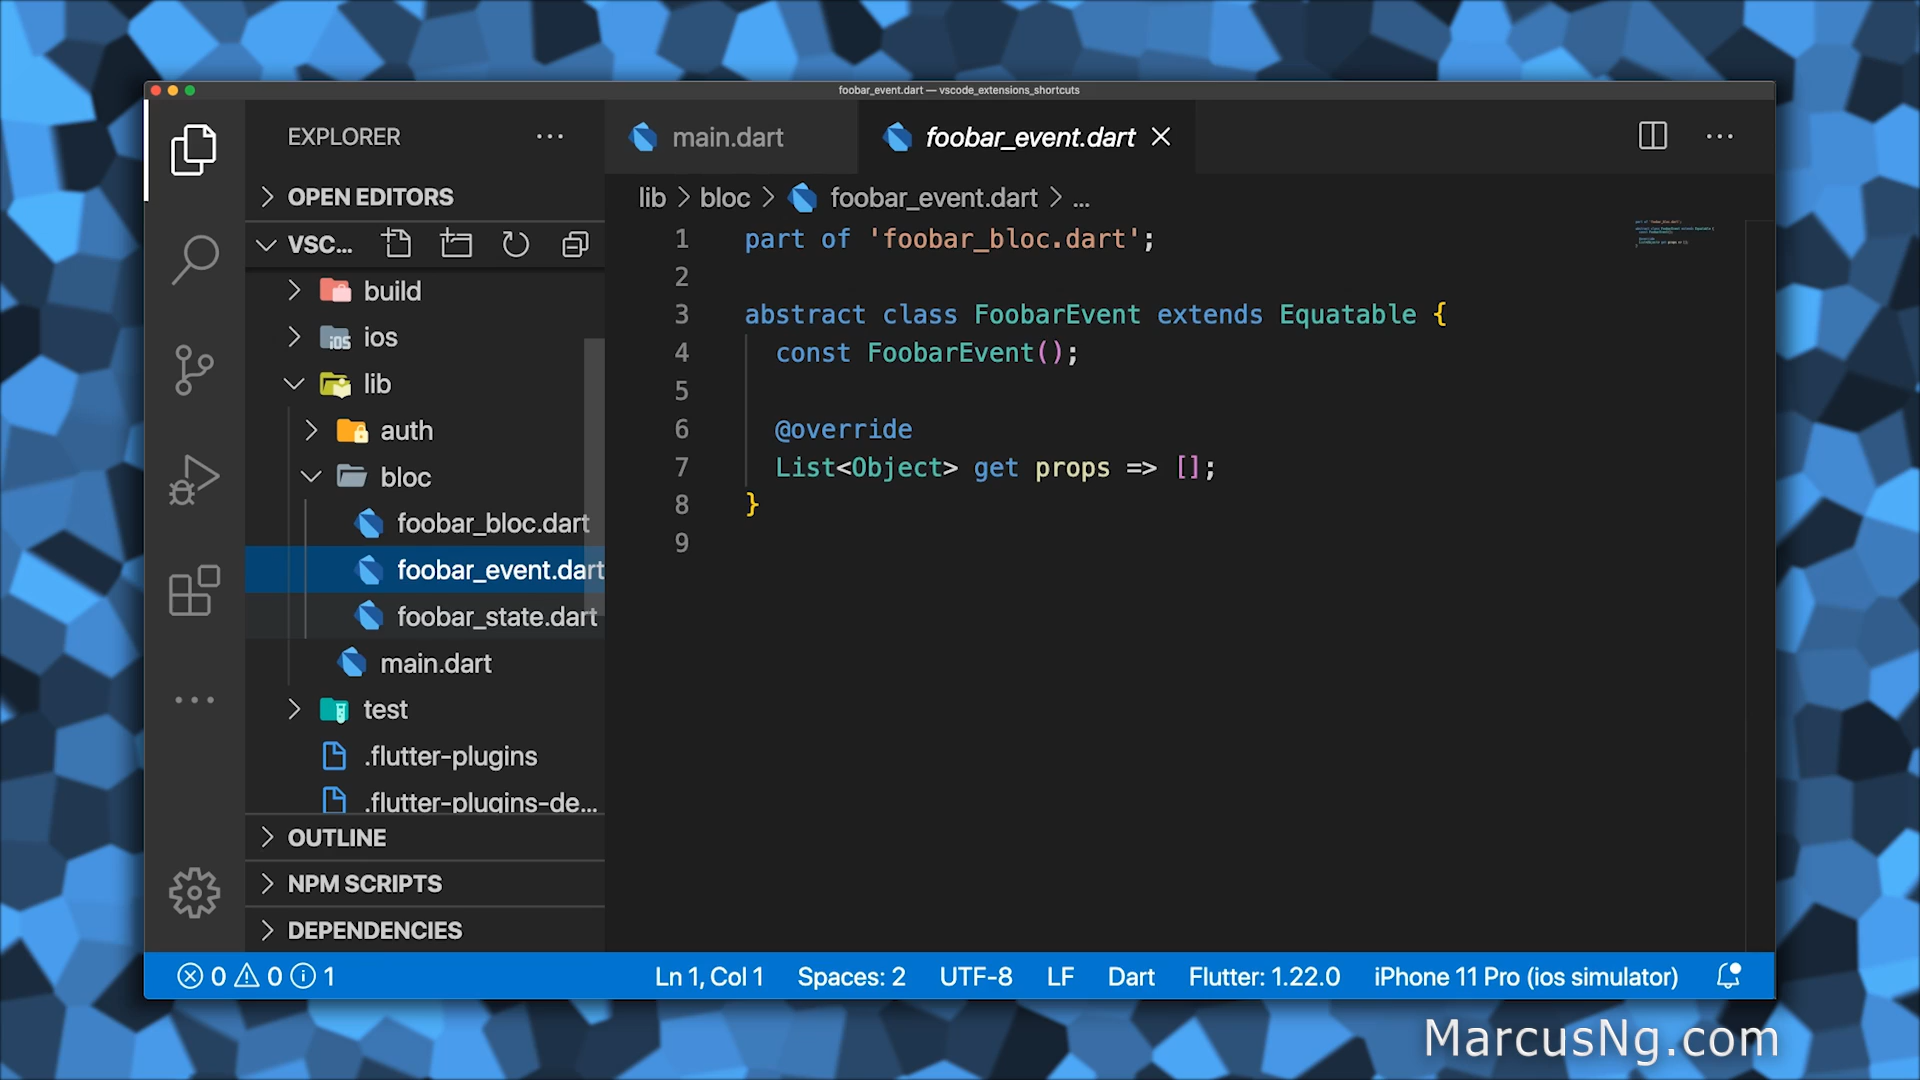 foobar_event.dart — vscode_extensions_shortcuts
EXPLORER
main.dart
foobar_event.dart
OPEN EDITORS
lib > bloc > foobar_event.dart > ...
VSC...
build
ios
lib
auth
bloc
foobar_bloc.dart
foobar_event.dart
foobar_state.dart
main.dart
test
.flutter-plugins
.flutter-plugins-de...
OUTLINE
NPM SCRIPTS
DEPENDENCIES
1 part of 'foobar_bloc.dart';
2
3 abstract class FoobarEvent extends Equatable {
4 const FoobarEvent();
5
6 @override
7 List<Object> get props => [];
8 }
9
0 0 1
Ln 1, Col 1 Spaces: 2 UTF-8 LF Dart Flutter: 1.22.0 iPhone 11 Pro (ios simulator)
MarcusNg.com